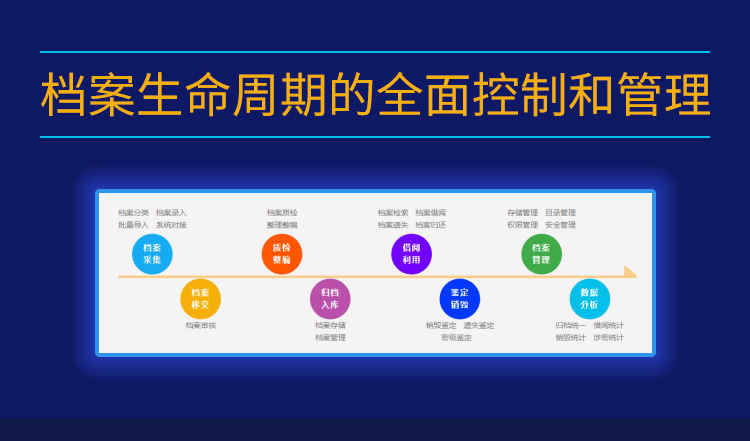 档案生命周期的全面控制和管理
档案分类 档案录入
批量导入 系统对接
档案
采集
档案
移交
档案审核
档案质检
整理整编
质检
整编
归档
入库
档案存储
档案管理
档案检索 档案借阅
档案遗失 档案归还
借阅
利用
鉴定
销毁
销毁鉴定 遗失鉴定
密级鉴定
存储管理 目录管理
权限管理 安全管理
档案
管理
数据
分析
归档统一 借阅统计
销毁统计 涉密统计